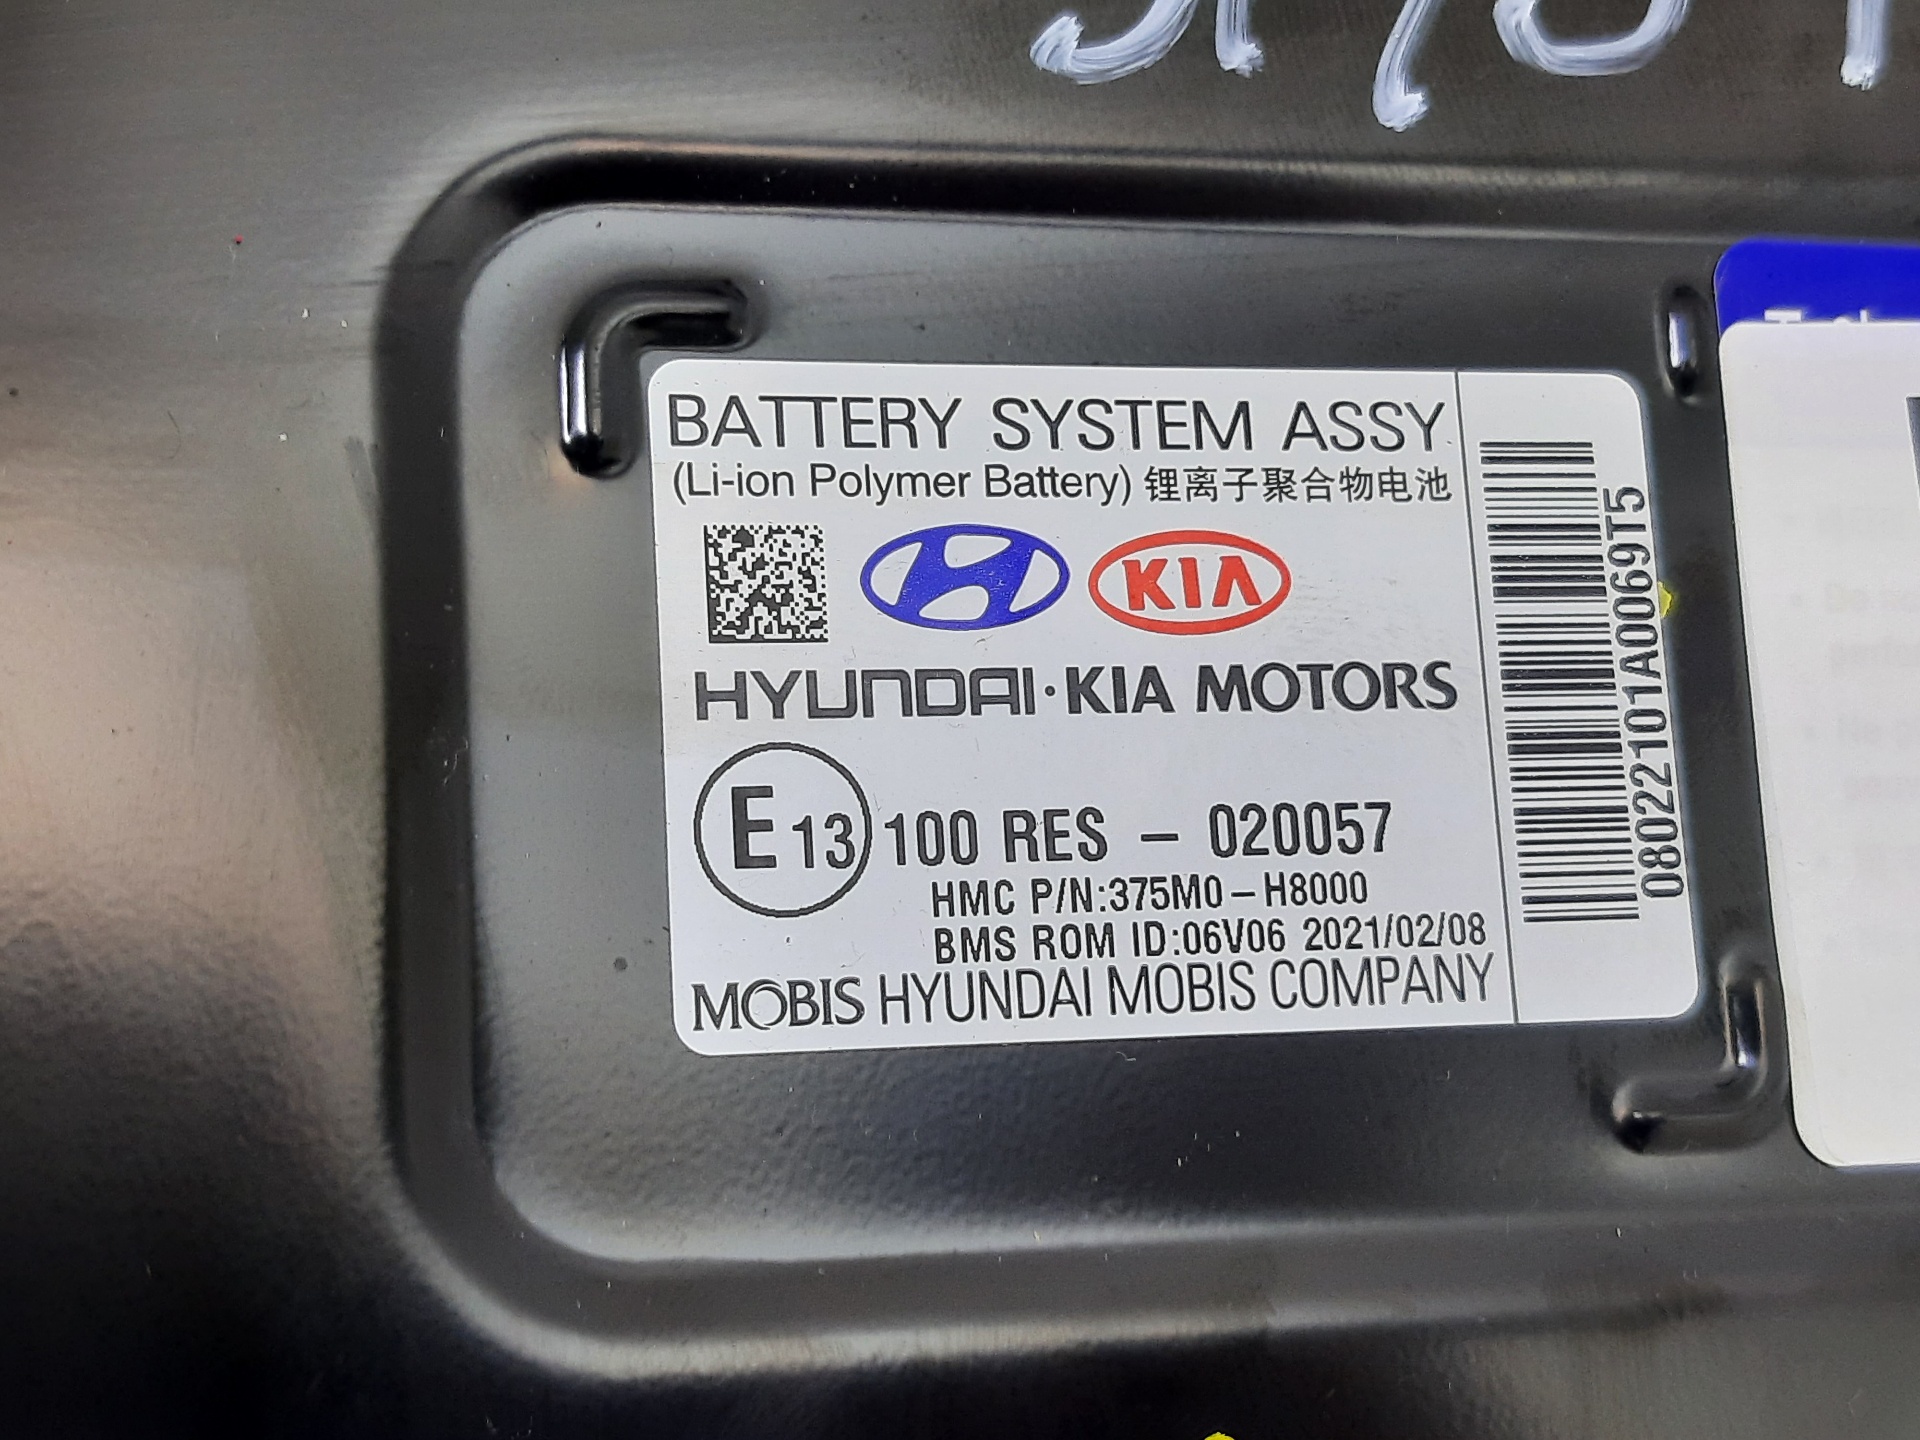 BATTERY SYSTEM ASSY
(Li-ion Polymer Battery) 锂离子聚合物电池
KIA
HYUNDAI·KIA MOTORS
E13 100 RES - 020057
HMC P/N:375M0-H8000
BMS ROM ID:06V06 2021/02/08
MOBIS HYUNDAI MOBIS COMPANY
08022101A0069T5